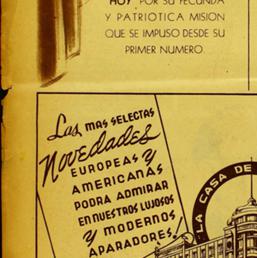 HOY POR SU FECUNDA
Y PATRIOTICA MISION
QUE SE IMPUSO DESDE SU
PRIMER NUMERO.
Las MAS SELECTAS
Novedades
EUROPEAS Y
AMERICANAS
PODRA ADMIRAR
EN NUESTROS LUJOSOS
Y MODERNOS
APARADORES
LA CASA DE